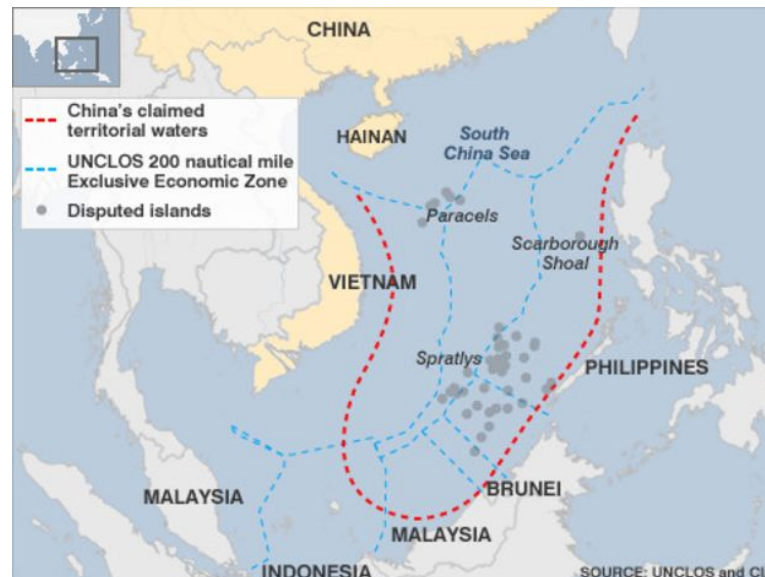 CHINA
China's claimed
territorial waters
UNCLOS 200 nautical mile
Exclusive Economic Zone
Disputed islands
HAINAN
South
China Sea
Paracels
Scarborough
Shoal
VIETNAM
Spratlys
PHILIPPINES
MALAYSIA
BRUNEI
MALAYSIA
INDONESIA
SOURCE: UNCLOS and CI